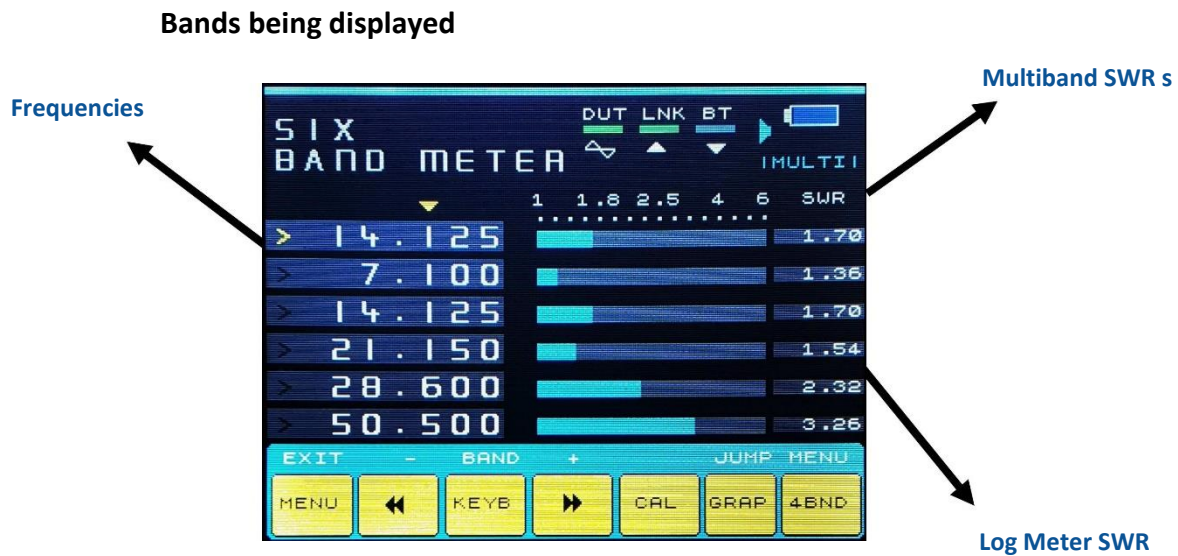 Bands being displayed
Multiband SWR s
Frequencies
SIX
BAND METER
DUT LNK BT
|MULTI|
1 1.8 2.5 4 6 SWR
> 14.125 1.70
> 7.100 1.36
> 14.125 1.70
> 21.150 1.54
> 28.600 2.32
> 50.500 3.26
EXIT - BAND + JUMP MENU
MENU KEYB CAL GRAP 4BND
Log Meter SWR